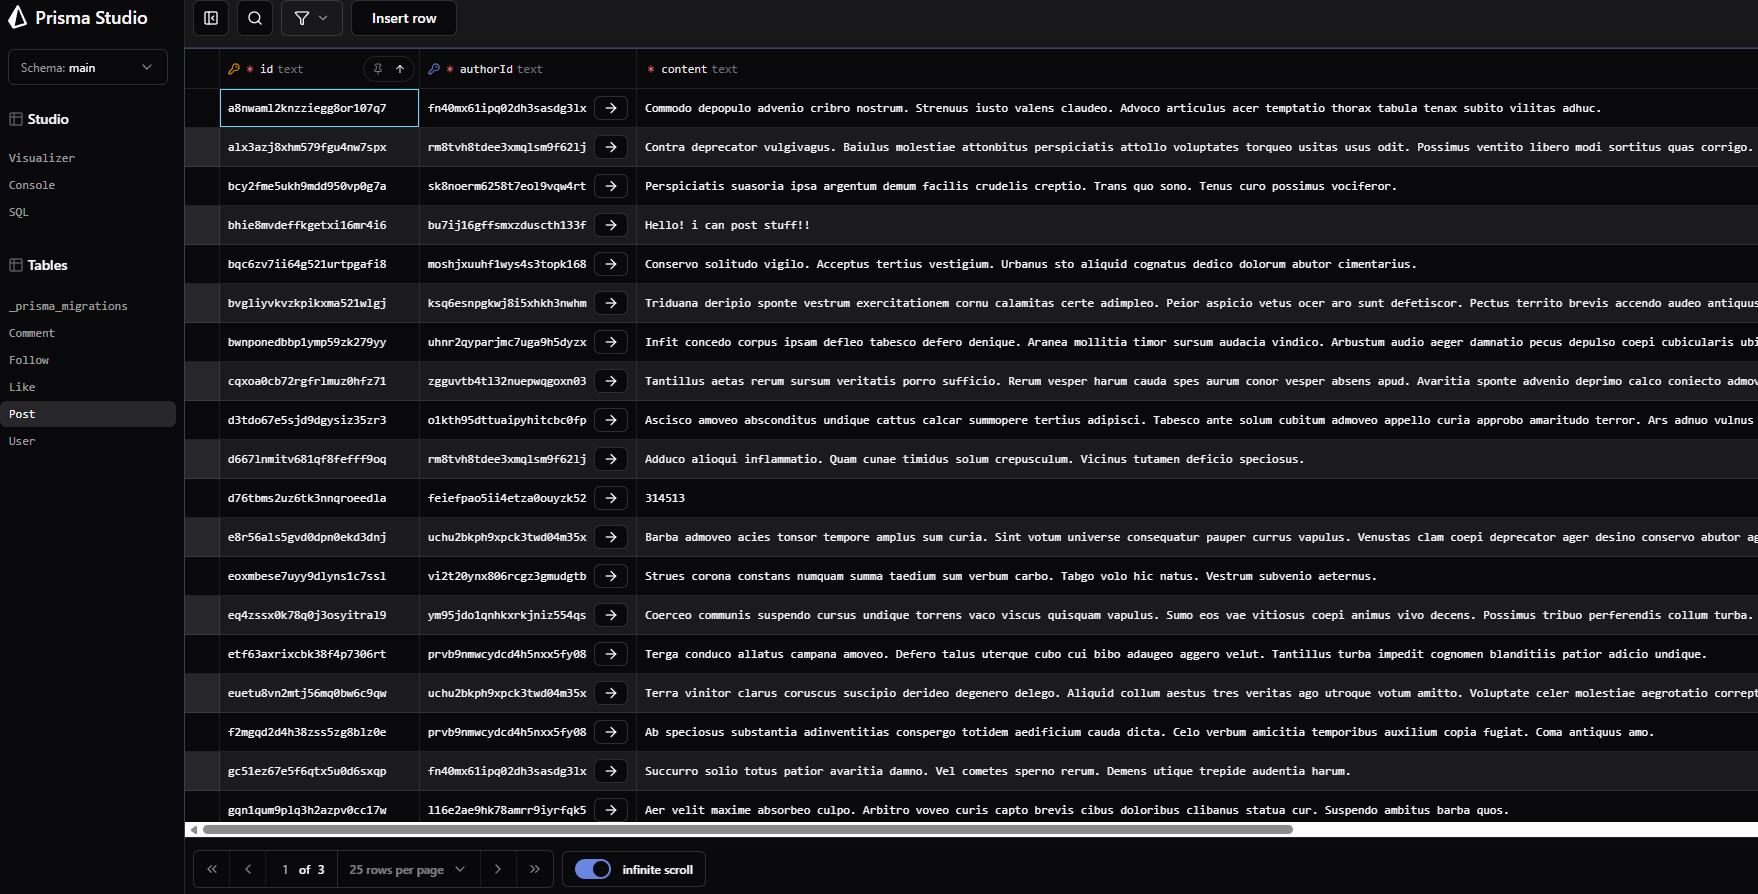 Prisma Studio
Insert row
Schema: main
Studio
Visualizer
Console
SQL
Tables
_prisma_migrations
Comment
Follow
Like
Post
User
* id text * authorId text * content text
a8nwaml2knzziegg8or107q7 fn40mx61ipq02dh3sasdg3lx Commodo depopulo advenio cribro nostrum. Strenuus iusto valens claudeo. Advoco articulus acer temptatio thorax tabula tenax subito vilitas adhuc.
alx3azj8xhm579fgu4nw7spx rm8tvh8tdee3xmqlsm9f62lj Contra deprecator vulgivagus. Baiulus molestiae attonbitus perspiciatis attollo voluptates torqueo usitas usus odit. Possimus ventito libero modi sortitus quas corrigo.
bcy2fme5ukh9mdd950vp0g7a sk8noerm6258t7eol9vqw4rt Perspiciatis suasoria ipsa argentum demum facilis crudelis creptio. Trans quo sono. Tenus curo possimus vociferor.
bhie8mvdeffkgetxi16mr4i6 bu7ij16gffsmxzduscth133f Hello! i can post stuff!!
bqc6zv7ii64g521urtpgafi8 moshjxuuhf1wys4s3topk168 Conservo solitudo vigilo. Acceptus tertius vestigium. Urbanus sto aliquid cognatus dedico dolorum abutor cimentarius.
bvgliyvkvzkpikxma521wlgj ksq6esnpgkwj8i5xhkh3nwhm Triduana deripio sponte vestrum exercitationem cornu calamitas certe adimpleo. Peior aspicio vetus ocer aro sunt defetiscor. Pectus territo brevis accendo audeo antiquus
bwnponedbbp1ymp59zk279yy uhnr2qyparjmc7uga9h5dyzx Infit concedo corpus ipsam defleo tabesco defero denique. Aranea mollitia timor sursum audacia vindico. Arbustum audio aeger damnatio pecus depulso coepi cubicularis ubi
cqxoa0cb72rgfrlmuz0hfz71 zgguvtb4tl32nuepwqgoxn03 Tantillus aetas rerum sursum veritatis porro sufficio. Rerum vesper harum cauda spes aurum conor vesper absens apud. Avaritia sponte advenio deprimo calco coniecto admov
d3tdo67e5sjd9dgysiz35zr3 o1kth95dttuaipyhitcbc0fp Ascisco amoveo absconditus undique cattus calcar summopere tertius adipisci. Tabesco ante solum cubitum admoveo appello curia approbo amaritudo terror. Ars adnuo vulnus
d667lnmitv681qf8fefff9oq rm8tvh8tdee3xmqlsm9f62lj Adduco alioqui inflammatio. Quam cunae timidus solum crepusculum. Vicinus tutamen deficio speciosus.
d76tbms2uz6tk3nnqroeedla feiefpao5ii4etza0ouyzk52 314513
e8r56als5gvd0dpn0ekd3dnj uchu2bkph9xpck3twd04m35x Barba admoveo acies tonsor tempore amplus sum curia. Sint votum universe consequatur pauper currus vapulus. Venustas clam coepi deprecator ager desino conservo abutor ag
eoxmbese7uyy9dlyns1c7ssl vi2t20ynx806rcgz3gmudgtb Strues corona constans numquam summa taedium sum verbum carbo. Tabgo volo hic natus. Vestrum subvenio aeternus.
eq4zssx0k78q0j3osyitral9 ym95jdo1qnhkxrkjniz554qs Coerceo communis suspendo cursus undique torrens vaco viscus quisquam vapulus. Sumo eos vae vitiosus coepi animus vivo decens. Possimus tribuo perferendis collum turba.
etf63axrixcbk38f4p7306rt prvb9nmwcydcd4h5nxx5fy08 Terga conduco allatus campana amoveo. Defero talus uterque cubo cui bibo adaugeo aggero velut. Tantillus turba impedit cognomen blanditiis patior adicio undique.
euetu8vn2mtj56mq0bw6c9qw uchu2bkph9xpck3twd04m35x Terra vinitor clarus coruscus suscipio derideo degenero delego. Aliquid collum aestus tres veritas ago utroque votum amitto. Voluptate celer molestiae aegrotatio corrept
f2mgqd2d4h38zss5zg8blz0e prvb9nmwcydcd4h5nxx5fy08 Ab speciosus substantia adinventitias conspergo totidem aedificium cauda dicta. Celo verbum amicitia temporibus auxilium copia fugiat. Coma antiquus amo.
gc51ez67e5f6qtx5u0d6sxqp fn40mx61ipq02dh3sasdg3lx Succurro solio totus patior avaritia damno. Vel cometes sperno rerum. Demens utique trepide audentia harum.
gqn1qum9plq3h2azpv0cc17w l16e2ae9hk78amrr9iyrfqk5 Aer velit maxime absorbeo culpo. Arbitro voveo curis capto brevis cibus doloribus clibanus statua cur. Suspendo ambitus barba quos.
1 of 3 25 rows per page infinite scroll